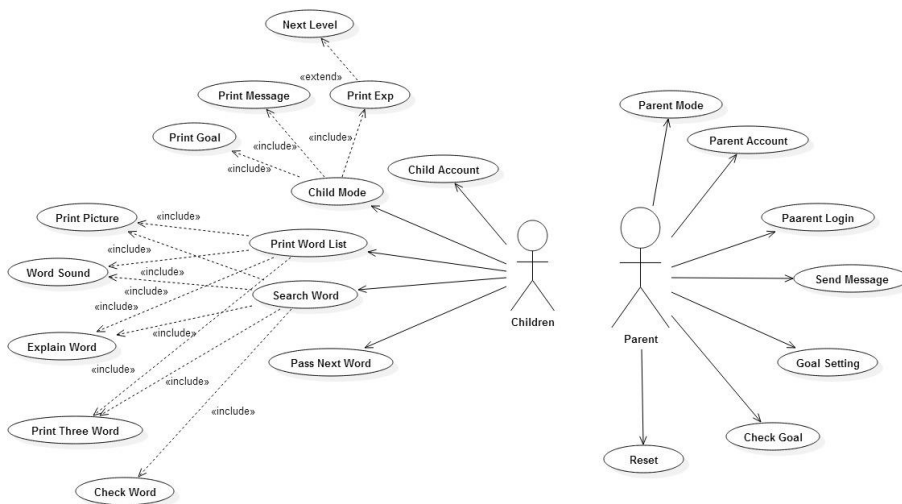 Next Level
«extend»
Print Message
Print Exp
Parent Mode
«include»
Print Goal
Parent Account
«include»
«include»
Child Account
Child Mode
Print Picture
«include»
Paarent Login
Print Word List
«include»
Word Sound
«include»
Send Message
«include»
Search Word
Children
«include»
Parent
Explain Word
Pass Next Word
Goal Setting
«include»
«include»
«include»
Print Three Word
Check Goal
Reset
Check Word